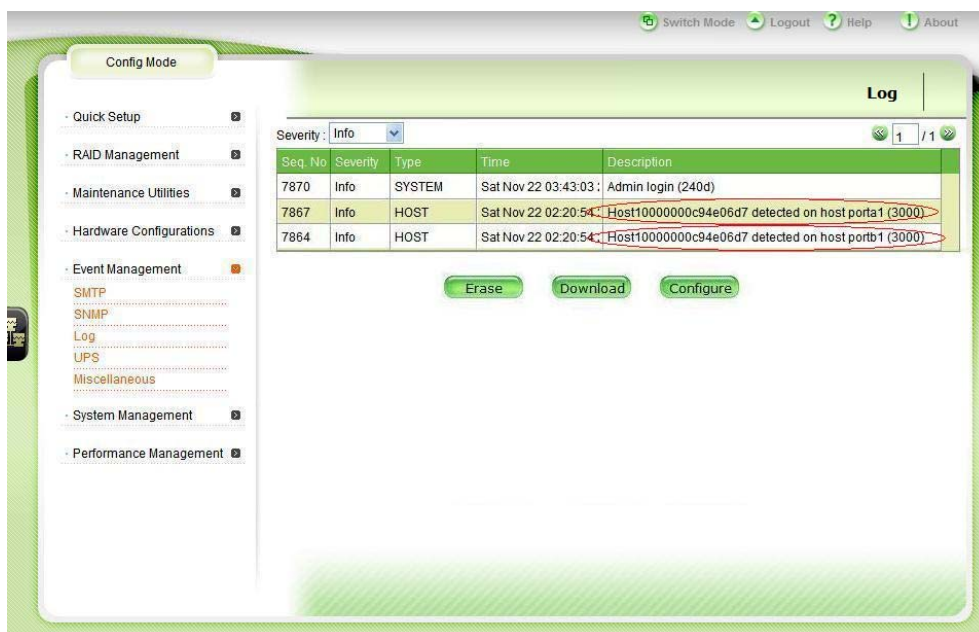 Switch Mode Logout Help About
Config Mode
Log
Quick Setup
RAID Management
Maintenance Utilities
Hardware Configurations
Event Management
SMTP
SNMP
Log
UPS
Miscellaneous
System Management
Performance Management
Severity : Info 1 / 1
Seq. No Severity Type Time Description
7870 Info SYSTEM Sat Nov 22 03:43:03 Admin login (240d)
7867 Info HOST Sat Nov 22 02:20:54 Host10000000c94e06d7 detected on host porta1 (3000)
7864 Info HOST Sat Nov 22 02:20:54 Host10000000c94e06d7 detected on host portb1 (3000)
Erase Download Configure